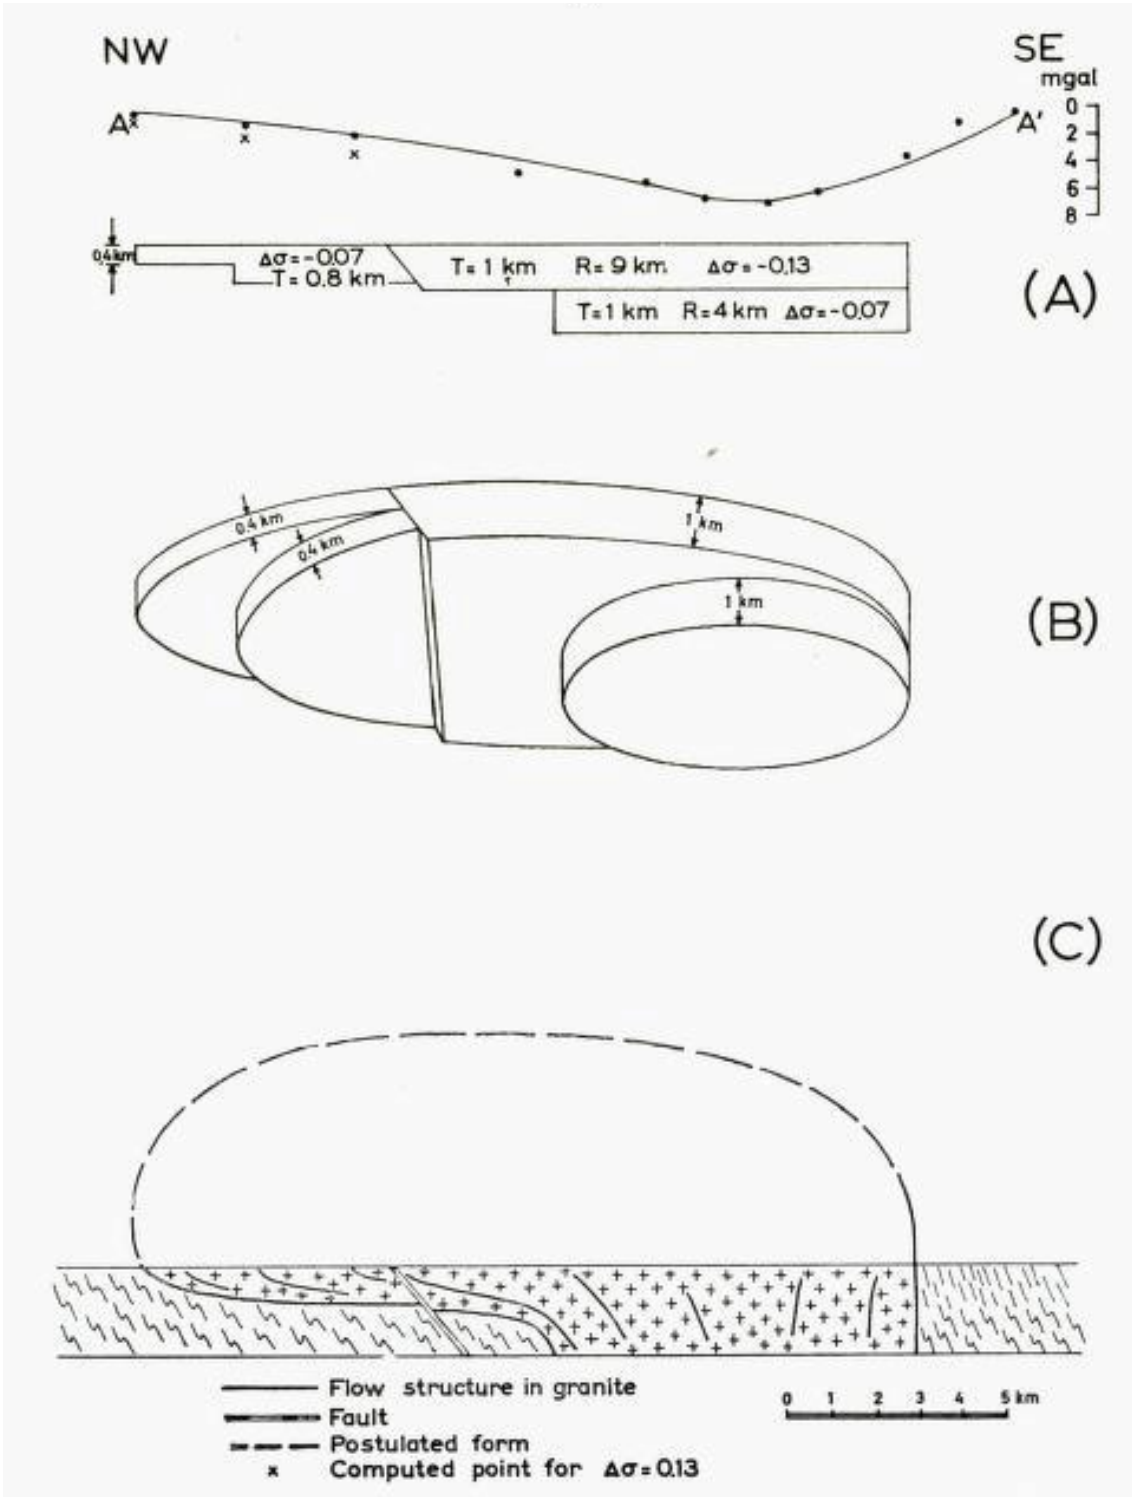 NW SE
mgal
A A'
0
2
4
6
8
0.4km
Δσ=-0.07
T=0.8 km
T=1 km R=9 km Δσ=-0.13
T=1 km R=4km Δσ=-0.07
(A)
0.4 km
0.4 km
1 km
1 km
(B)
(C)
Flow structure in granite
Fault
Postulated form
x Computed point for Δσ=0.13
0 1 2 3 4 5 km